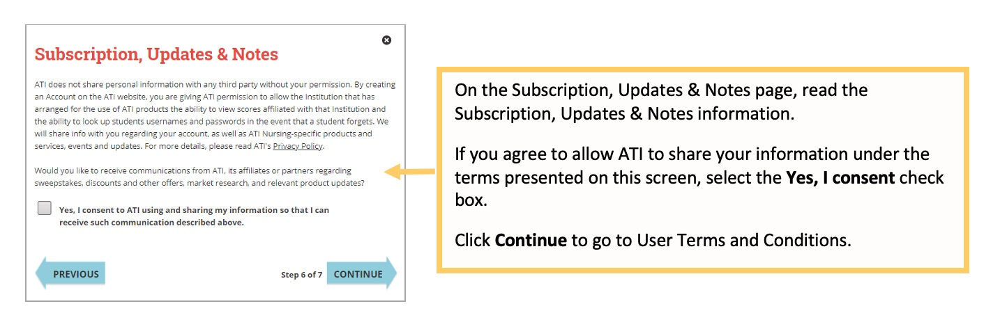 Subscription, Updates & Notes
ATI does not share personal information with any third party without your permission. By creating
an Account on the ATI website, you are giving ATI permission to allow the Institution that has
arranged for the use of ATI products the ability to view scores affiliated with that Institution and
the ability to look up students usernames and passwords in the event that a student forgets. We
will share info with you regarding your account, as well as ATI Nursing-specific products and
services, events and updates. For more details, please read ATI's Privacy Policy.
Would you like to receive communications from ATI, its affiliates or partners regarding
sweepstakes, discounts and other offers, market research, and relevant product updates?
Yes, I consent to ATI using and sharing my information so that I can
receive such communication described above.
PREVIOUS
Step 6 of 7
CONTINUE
On the Subscription, Updates & Notes page, read the
Subscription, Updates & Notes information.
If you agree to allow ATI to share your information under the
terms presented on this screen, select the Yes, I consent check
box.
Click Continue to go to User Terms and Conditions.